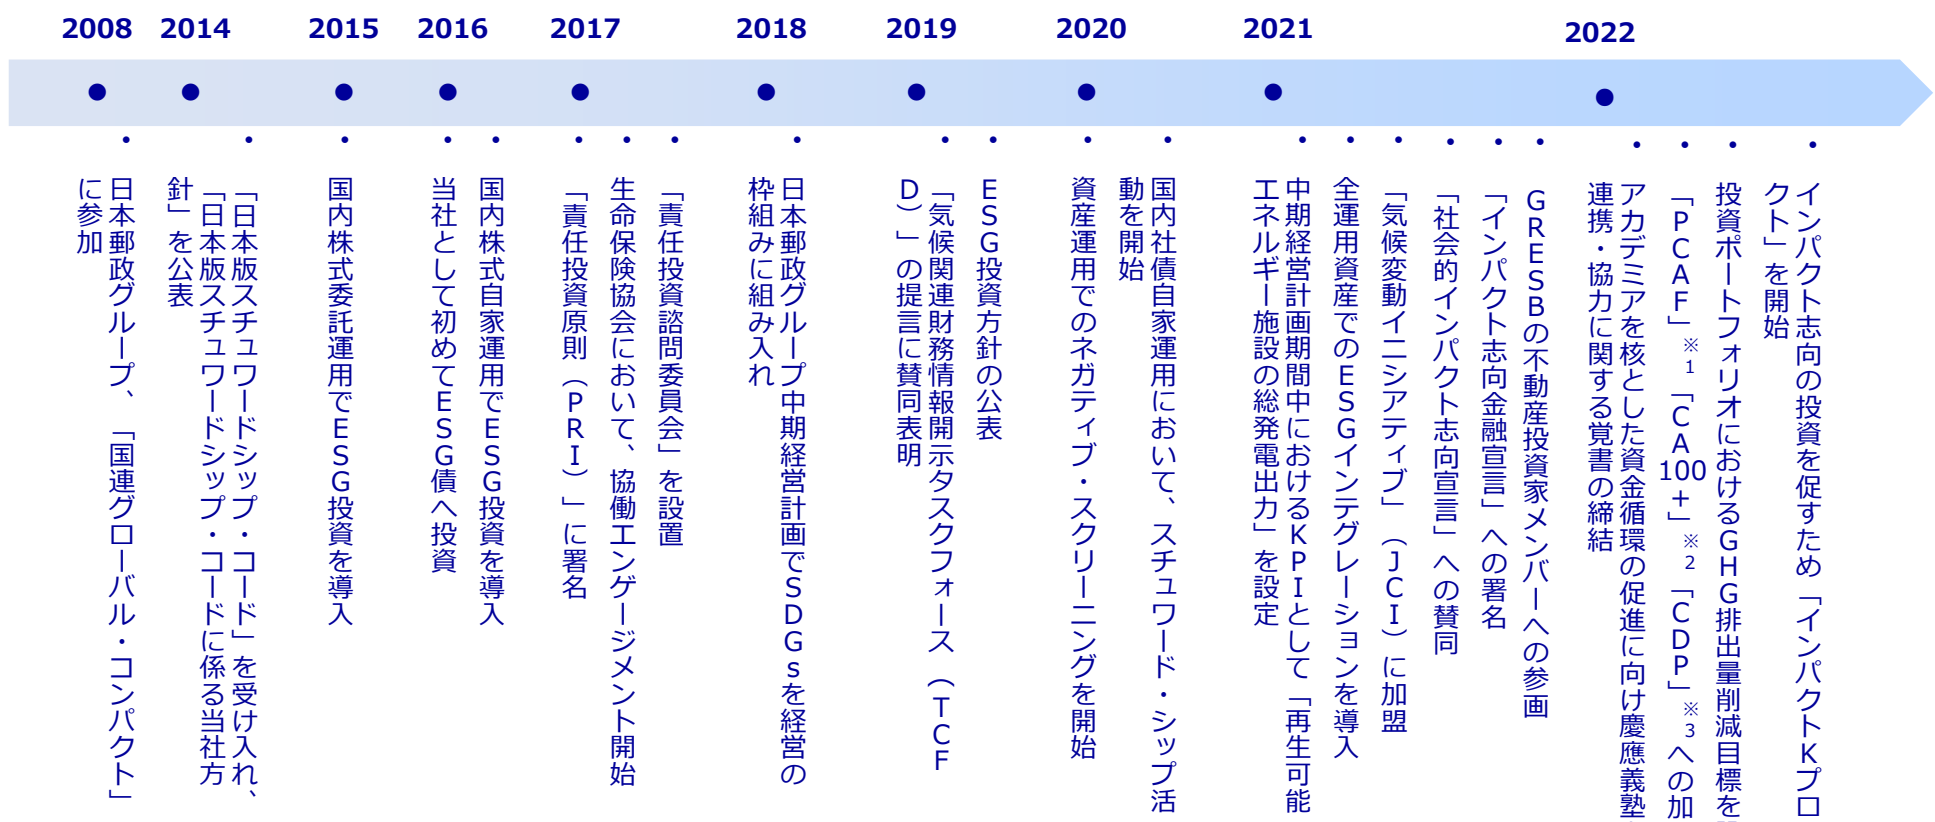 2008 2014 2015 2016 2017 2018 2019 2020 2021 2022
・日本郵政グループ、「国連グローバル・コンパクト」
に参加
・「日本版スチュワードシップ・コード」を受け入れ、
「日本版スチュワードシップ・コードに係る当社方
針」を公表
・国内株式委託運用でESG投資を導入
・当社として初めてESG債へ投資
・国内株式自家運用でESG投資を導入
・「責任投資原則（PRI）」に署名
・生命保険協会において、協働エンゲージメント開始
・「責任投資諮問委員会」を設置
・日本郵政グループ中期経営計画でSDGsを経営の
枠組みに組み入れ
・「気候関連財務情報開示タスクフォース（TCF
D）」の提言に賛同表明
・ESG投資方針の公表
・資産運用でのネガティブ・スクリーニングを開始
・国内社債自家運用において、スチュワード・シップ活
動を開始
・中期経営計画期間中におけるKPIとして「再生可能
エネルギー施設の総発電出力」を設定
・全運用資産でのESGインテグレーションを導入
・「気候変動イニシアティブ」（JCI）に加盟
・「社会的インパクト志向宣言」への賛同
・「インパクト志向金融宣言」への署名
・GRESBの不動産投資家メンバーへの参画
・アカデミアを核とした資金循環の促進に向け慶應義塾
連携・協力に関する覚書の締結
・「PCAF」※1「CA100+」※2「CDP」※3への加
・投資ポートフォリオにおけるGHG排出量削減目標を
・インパクト志向の投資を促すため「インパクトKプロ
クト」を開始